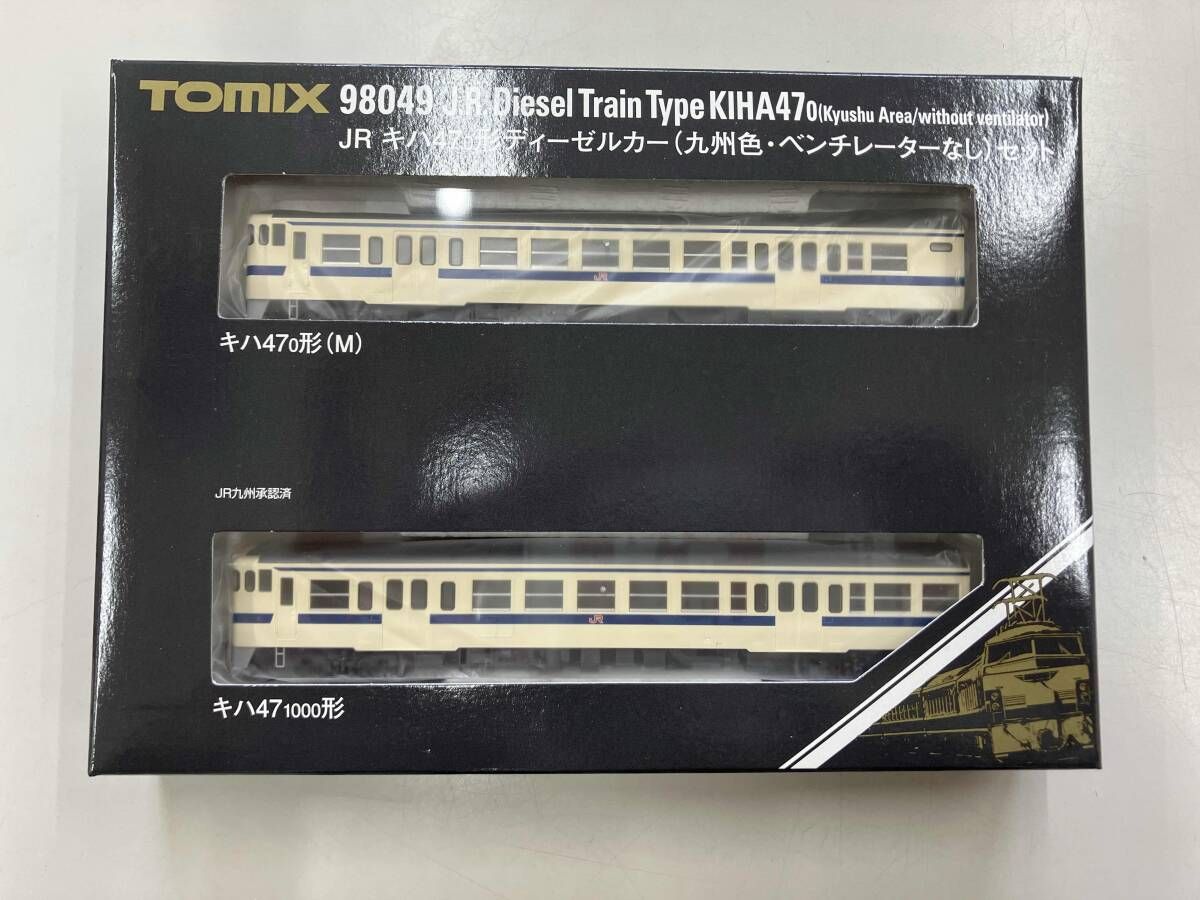 TOMIX 98049 J.R. Diesel Train Type KIHA470(Kyushu Area/without ventilator)
JR キハ470形ディーゼルカー(九州色・ベンチレーターなし)セット
JR
キハ470形(M)
JR九州承認済
JR
キハ471000形